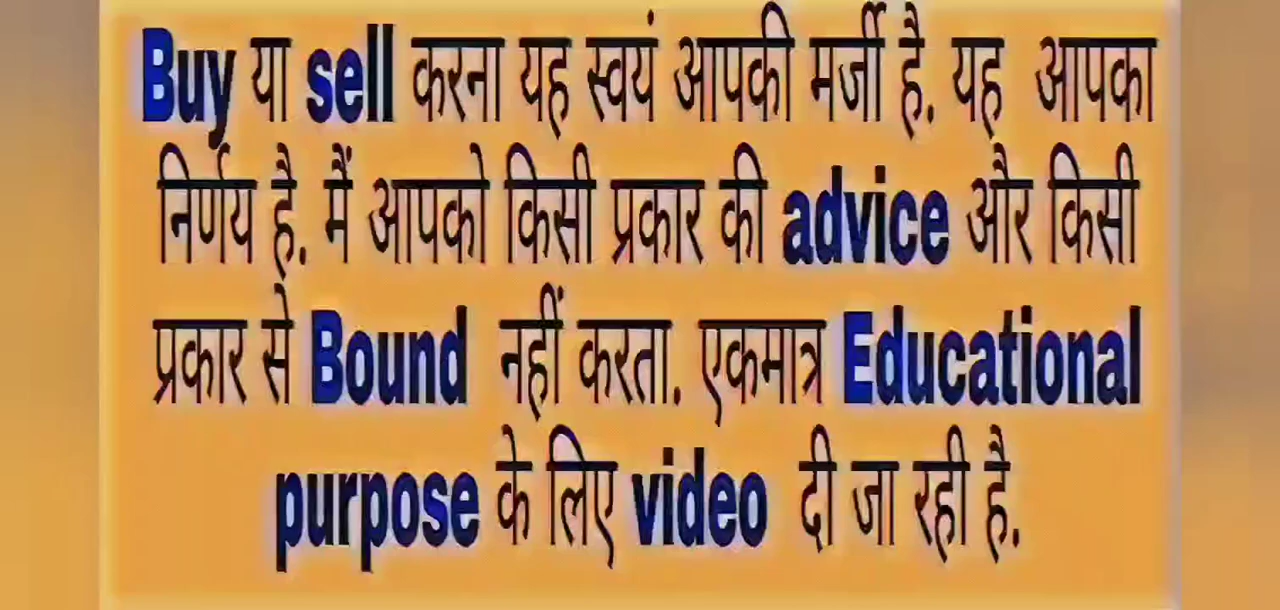 Buy या sell करना यह स्वयं आपकी मर्जी है. यह आपका
निर्णय है. मैं आपको किसी प्रकार की advice और किसी
प्रकार से Bound नहीं करता. एकमात्र Educational
purpose के लिए video दी जा रही है.